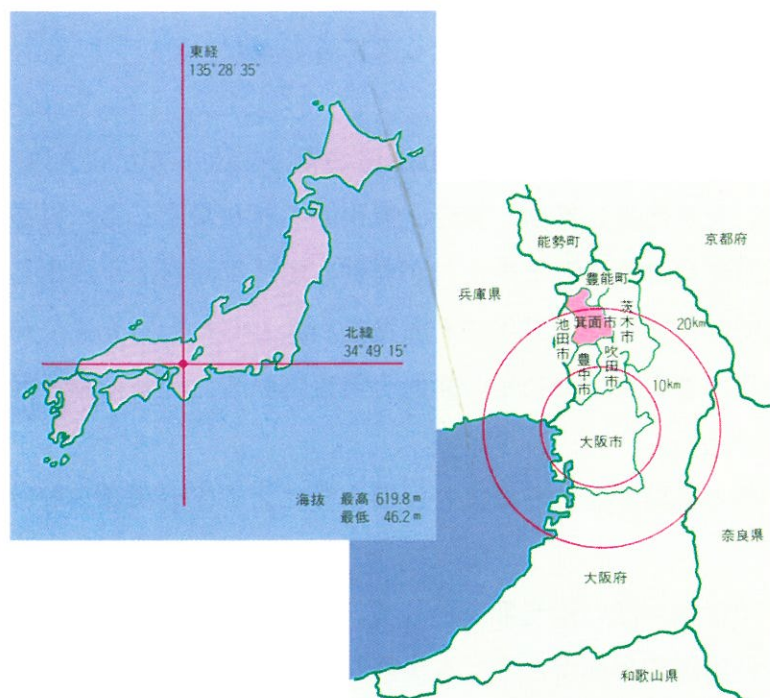 東経
135°28′35″
北緯
34°49′15″
海抜 最高 619.8m
最低 46.2m
能勢町
京都府
豊能町
兵庫県
茨木市
箕面市
池田市
20km
吹田市
豊中市
10km
大阪市
奈良県
大阪府
和歌山県